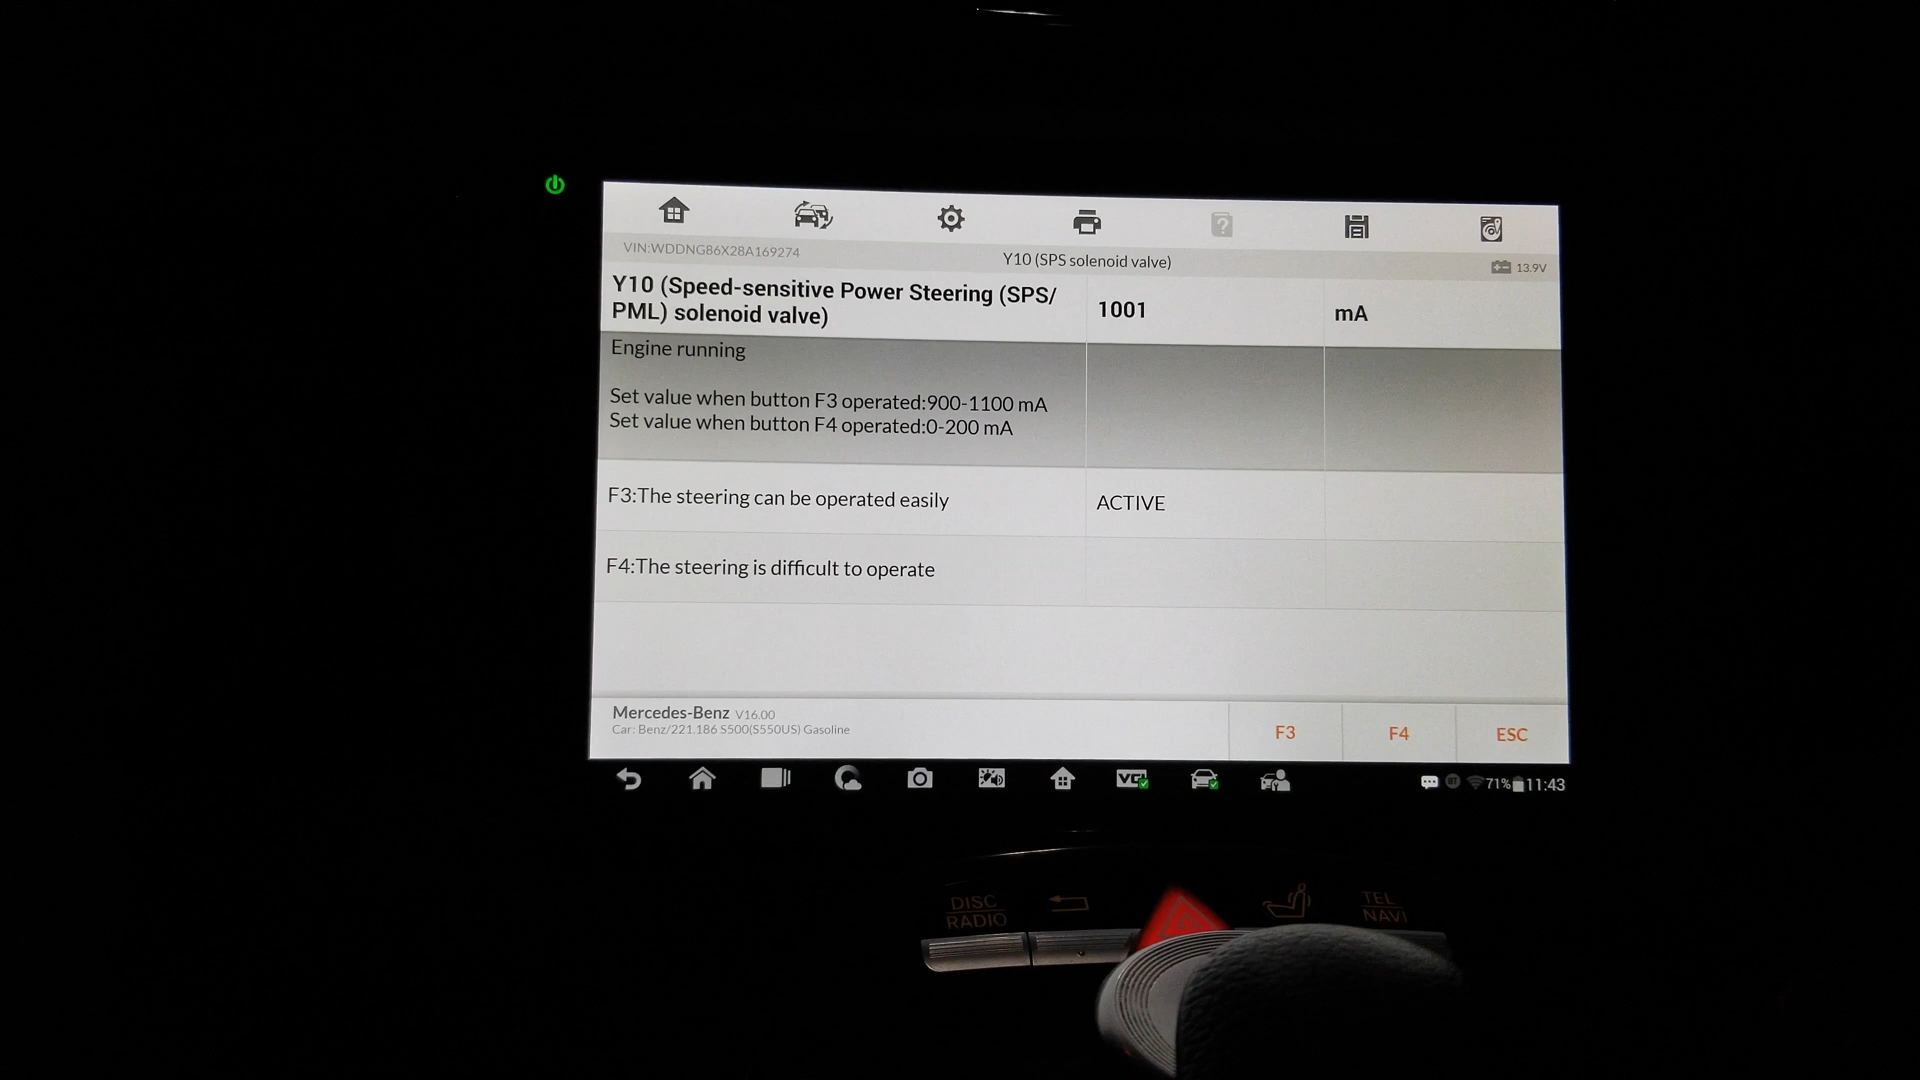 VIN:WDDNG86X28A169274
Y10 (SPS solenoid valve)
13.9V
Y10 (Speed-sensitive Power Steering (SPS/
PML) solenoid valve)
1001
mA
Engine running
Set value when button F3 operated:900-1100 mA
Set value when button F4 operated:0-200 mA
F3:The steering can be operated easily
ACTIVE
F4:The steering is difficult to operate
Mercedes-Benz V16.00
Car: Benz/221.186 S500(S550US) Gasoline
F3
F4
ESC
VCI
71%
11:43
DISC
RADIO
TEL
NAVI